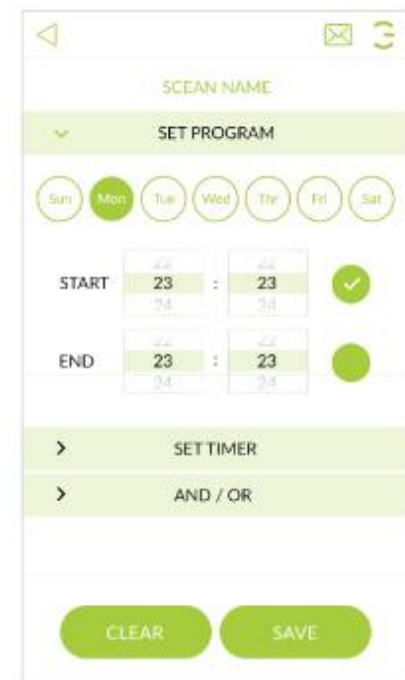 SCEAN NAME
SET PROGRAM
Sun Mon Tue Wed Thr Fri Sat
22 22
START 23 : 23
24 24
22 22
END 23 : 23
24 24
SET TIMER
AND / OR
CLEAR SAVE